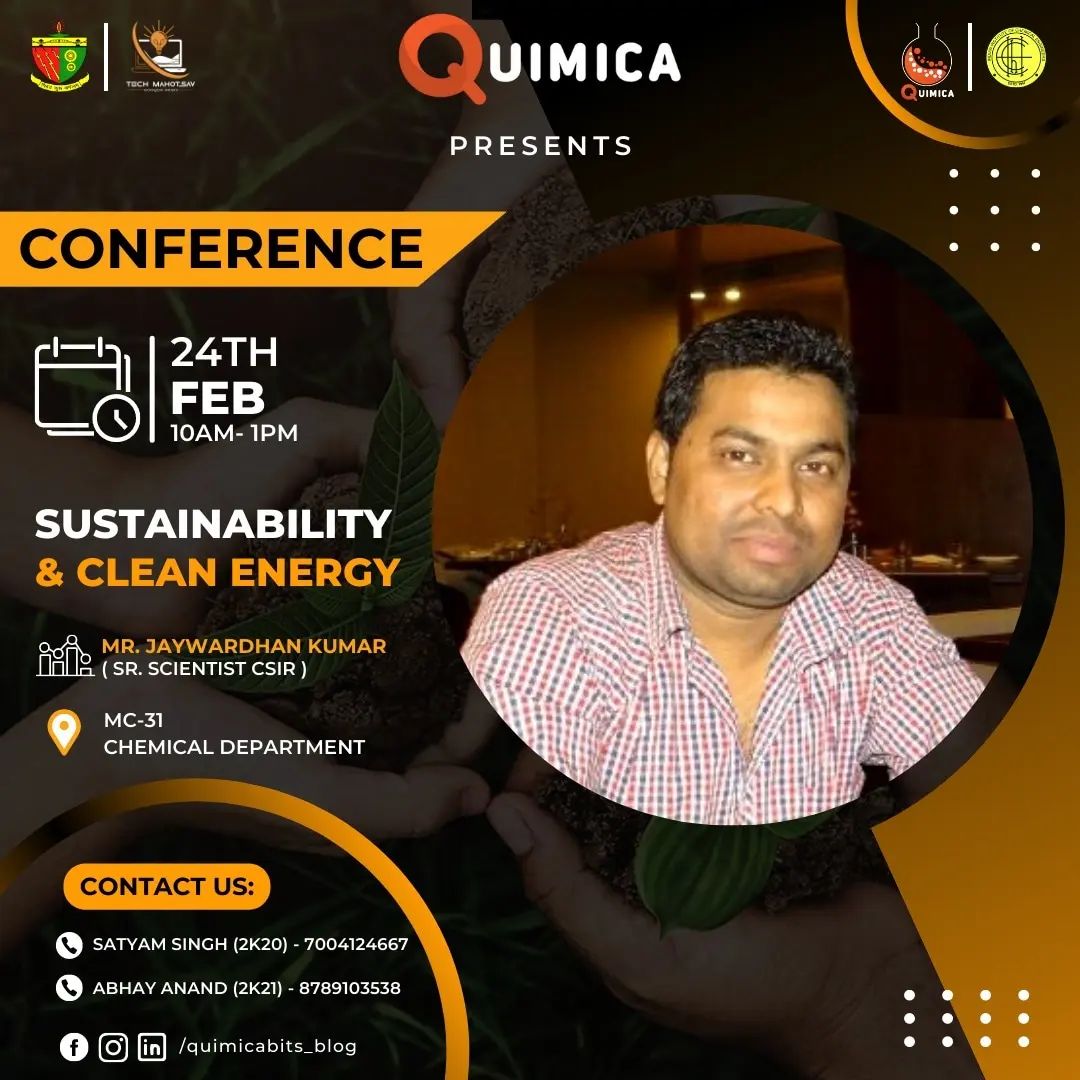 TECH MAHOTSAV
QUIMICA
QUIMICA
PRESENTS
CONFERENCE
24TH
FEB
10AM- 1PM
SUSTAINABILITY
& CLEAN ENERGY
MR. JAYWARDHAN KUMAR
( SR. SCIENTIST CSIR )
MC-31
CHEMICAL DEPARTMENT
CONTACT US:
SATYAM SINGH (2K20) - 7004124667
ABHAY ANAND (2K21) - 8789103538
/quimicabits_blog